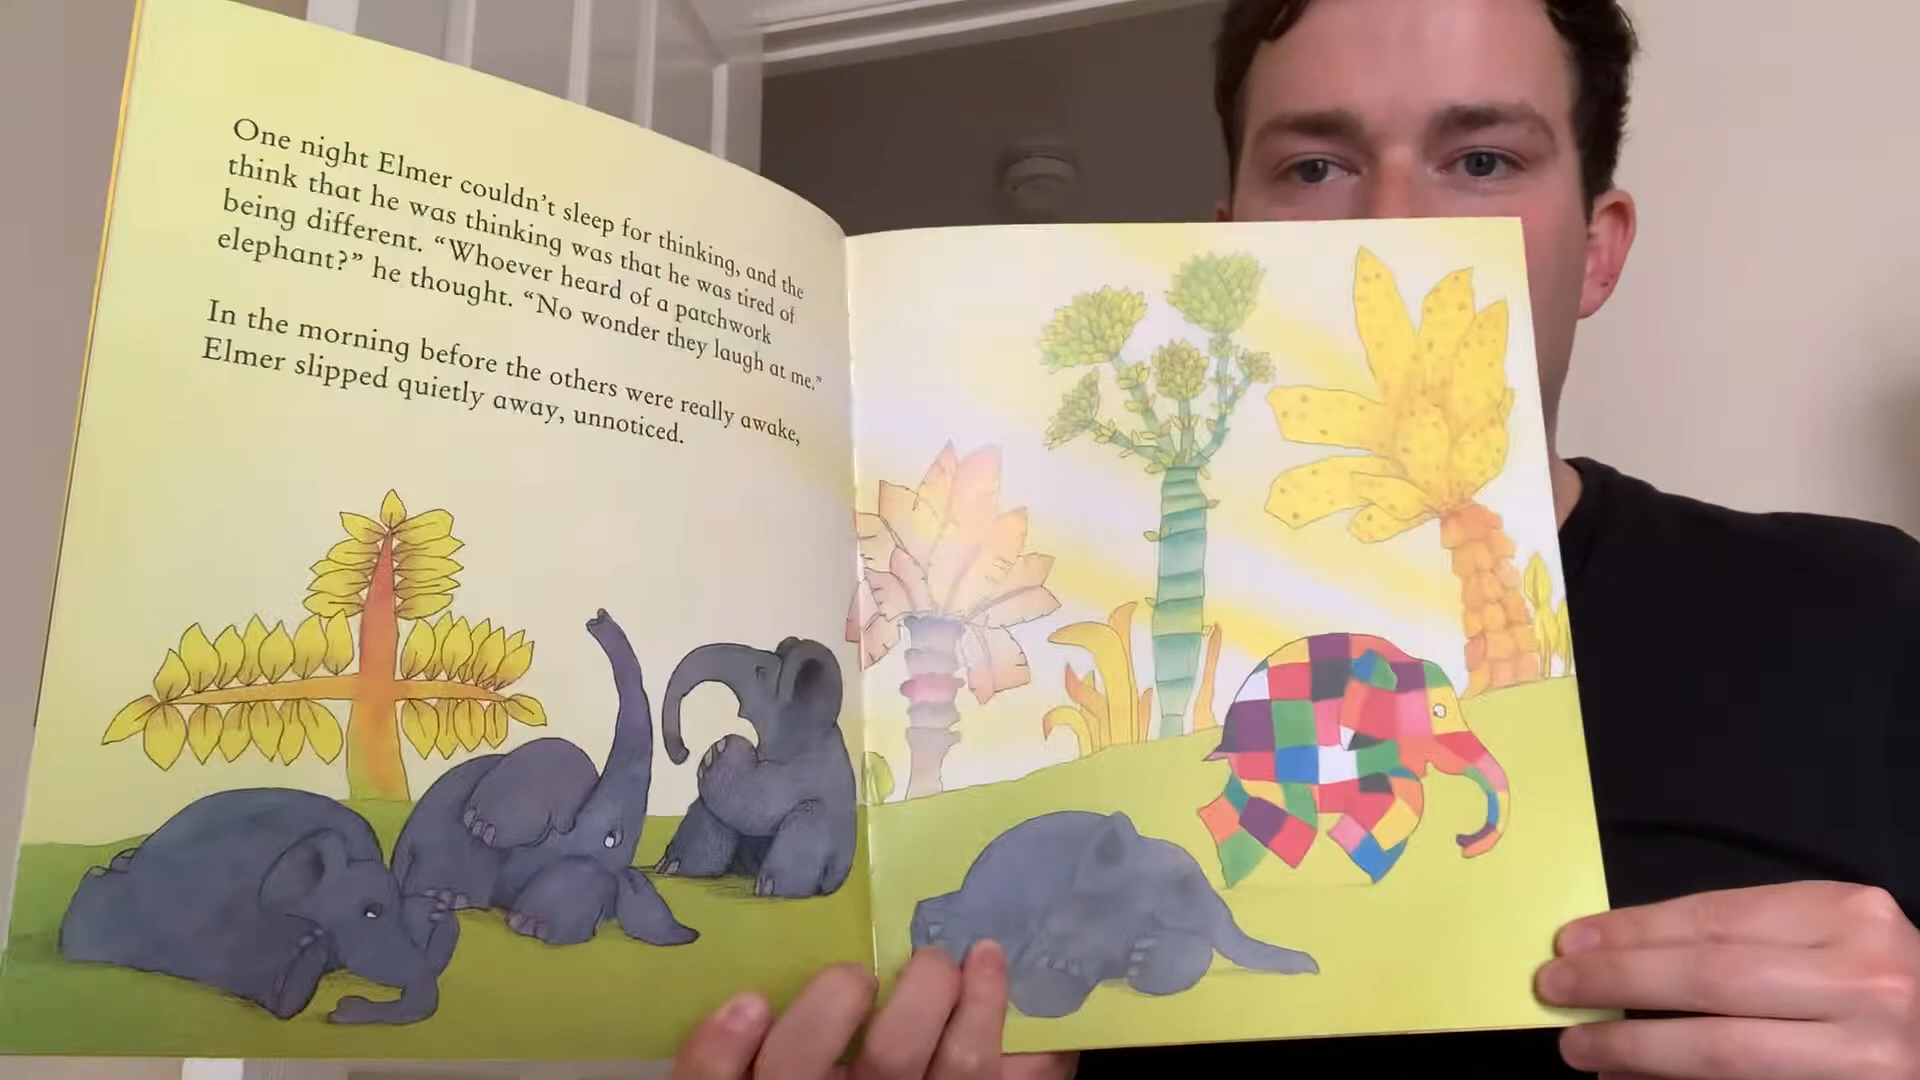 One night Elmer couldn't sleep for thinking, and the
think that he was thinking was that he was tired of
being different. “Whoever heard of a patchwork
elephant?” he thought. “No wonder they laugh at me.”
In the morning before the others were really awake,
Elmer slipped quietly away, unnoticed.